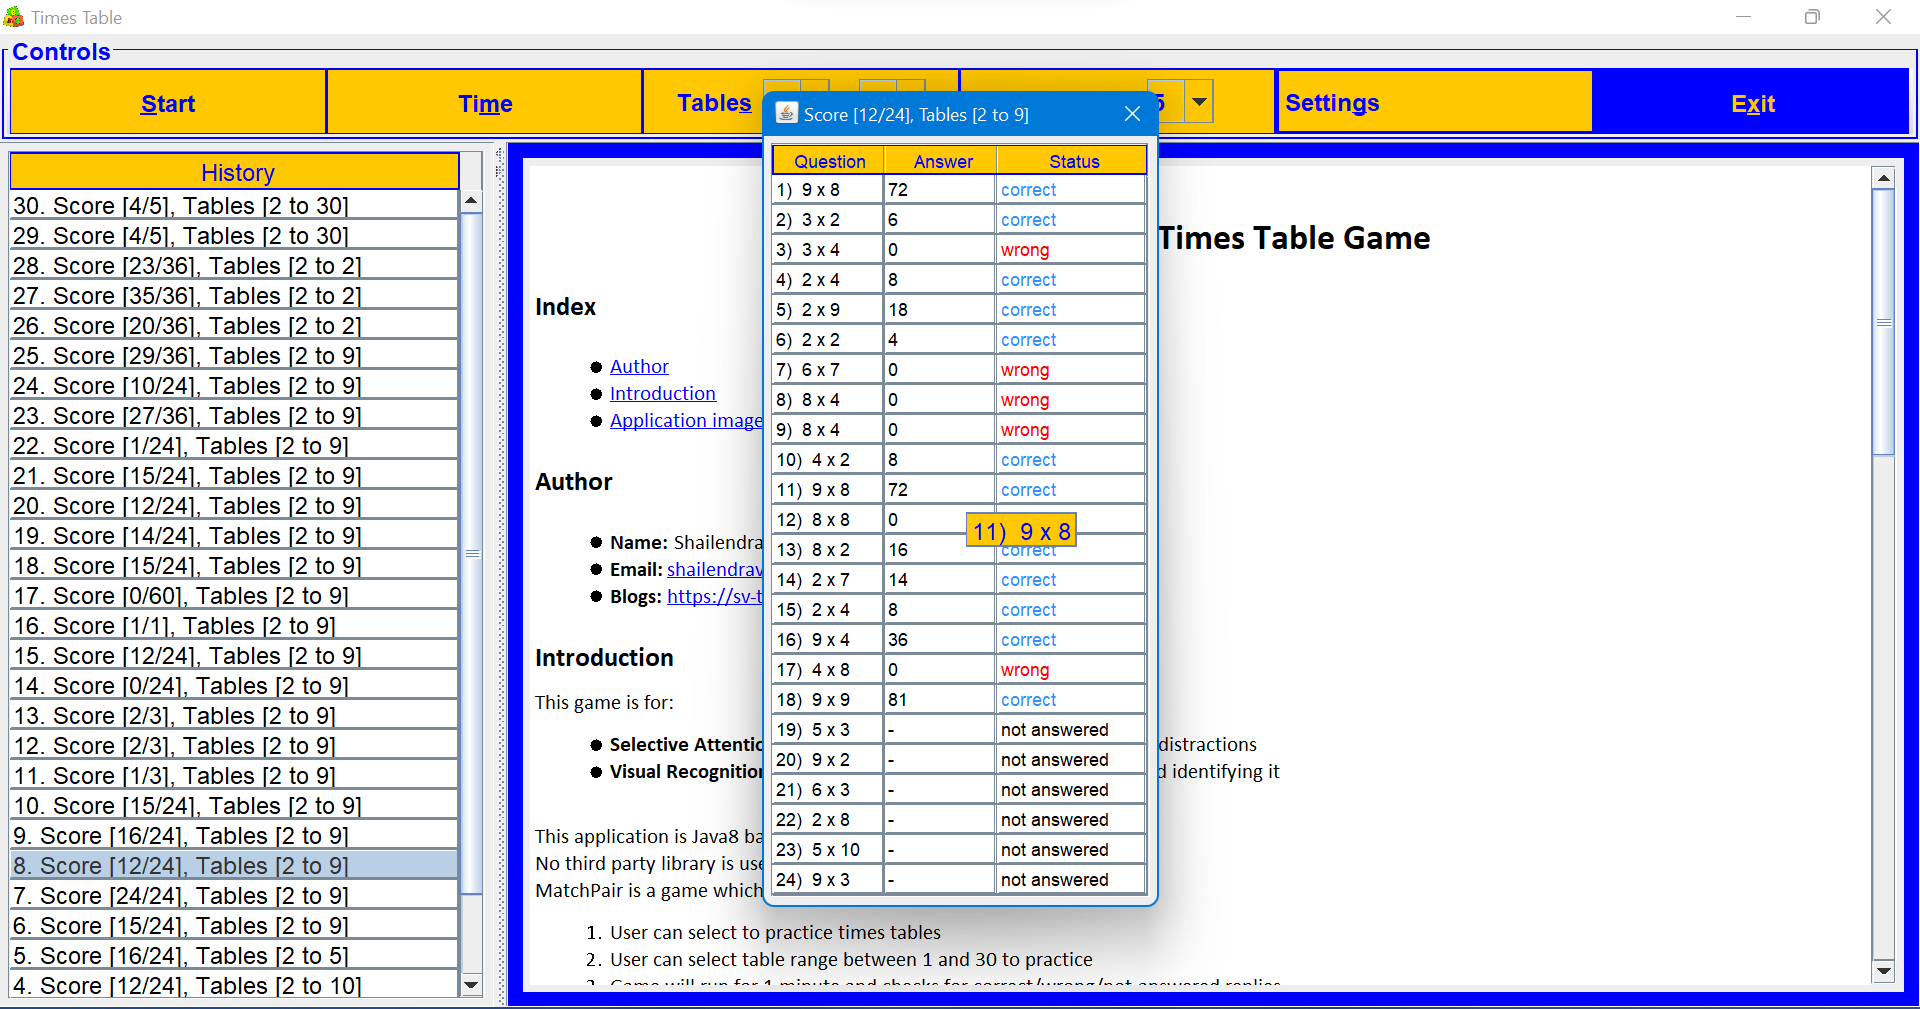 Times Table
Controls
Start
Time
Tables
5
Settings
Exit
History
30. Score [4/5], Tables [2 to 30]
29. Score [4/5], Tables [2 to 30]
28. Score [23/36], Tables [2 to 2]
27. Score [35/36], Tables [2 to 2]
26. Score [20/36], Tables [2 to 2]
25. Score [29/36], Tables [2 to 9]
24. Score [10/24], Tables [2 to 9]
23. Score [27/36], Tables [2 to 9]
22. Score [1/24], Tables [2 to 9]
21. Score [15/24], Tables [2 to 9]
20. Score [12/24], Tables [2 to 9]
19. Score [14/24], Tables [2 to 9]
18. Score [15/24], Tables [2 to 9]
17. Score [0/60], Tables [2 to 9]
16. Score [1/1], Tables [2 to 9]
15. Score [12/24], Tables [2 to 9]
14. Score [0/24], Tables [2 to 9]
13. Score [2/3], Tables [2 to 9]
12. Score [2/3], Tables [2 to 9]
11. Score [1/3], Tables [2 to 9]
10. Score [15/24], Tables [2 to 9]
9. Score [16/24], Tables [2 to 9]
8. Score [12/24], Tables [2 to 9]
7. Score [24/24], Tables [2 to 9]
6. Score [15/24], Tables [2 to 9]
5. Score [16/24], Tables [2 to 5]
4. Score [12/24], Tables [2 to 10]
Score [12/24], Tables [2 to 9]
Question Answer Status
1) 9 x 8 72 correct
2) 3 x 2 6 correct
3) 3 x 4 0 wrong
4) 2 x 4 8 correct
5) 2 x 9 18 correct
6) 2 x 2 4 correct
7) 6 x 7 0 wrong
8) 8 x 4 0 wrong
9) 8 x 4 0 wrong
10) 4 x 2 8 correct
11) 9 x 8 72 correct
12) 8 x 8 0
11) 9 x 8
13) 8 x 2 16 correct
14) 2 x 7 14 correct
15) 2 x 4 8 correct
16) 9 x 4 36 correct
17) 4 x 8 0 wrong
18) 9 x 9 81 correct
19) 5 x 3 - not answered
20) 9 x 2 - not answered
21) 6 x 3 - not answered
22) 2 x 8 - not answered
23) 5 x 10 - not answered
24) 9 x 3 - not answered
Times Table Game
Index
Author
Introduction
Application image
Author
Name: Shailendra
Email: shailendrav
Blogs: https://sv-t
Introduction
This game is for:
Selective Attentic distractions
Visual Recognition d identifying it
This application is Java8 ba
No third party library is use
MatchPair is a game which
1. User can select to practice times tables
2. User can select table range between 1 and 30 to practice
3. Game will run for 1 minute and checks for correct/wrong/not answered replies